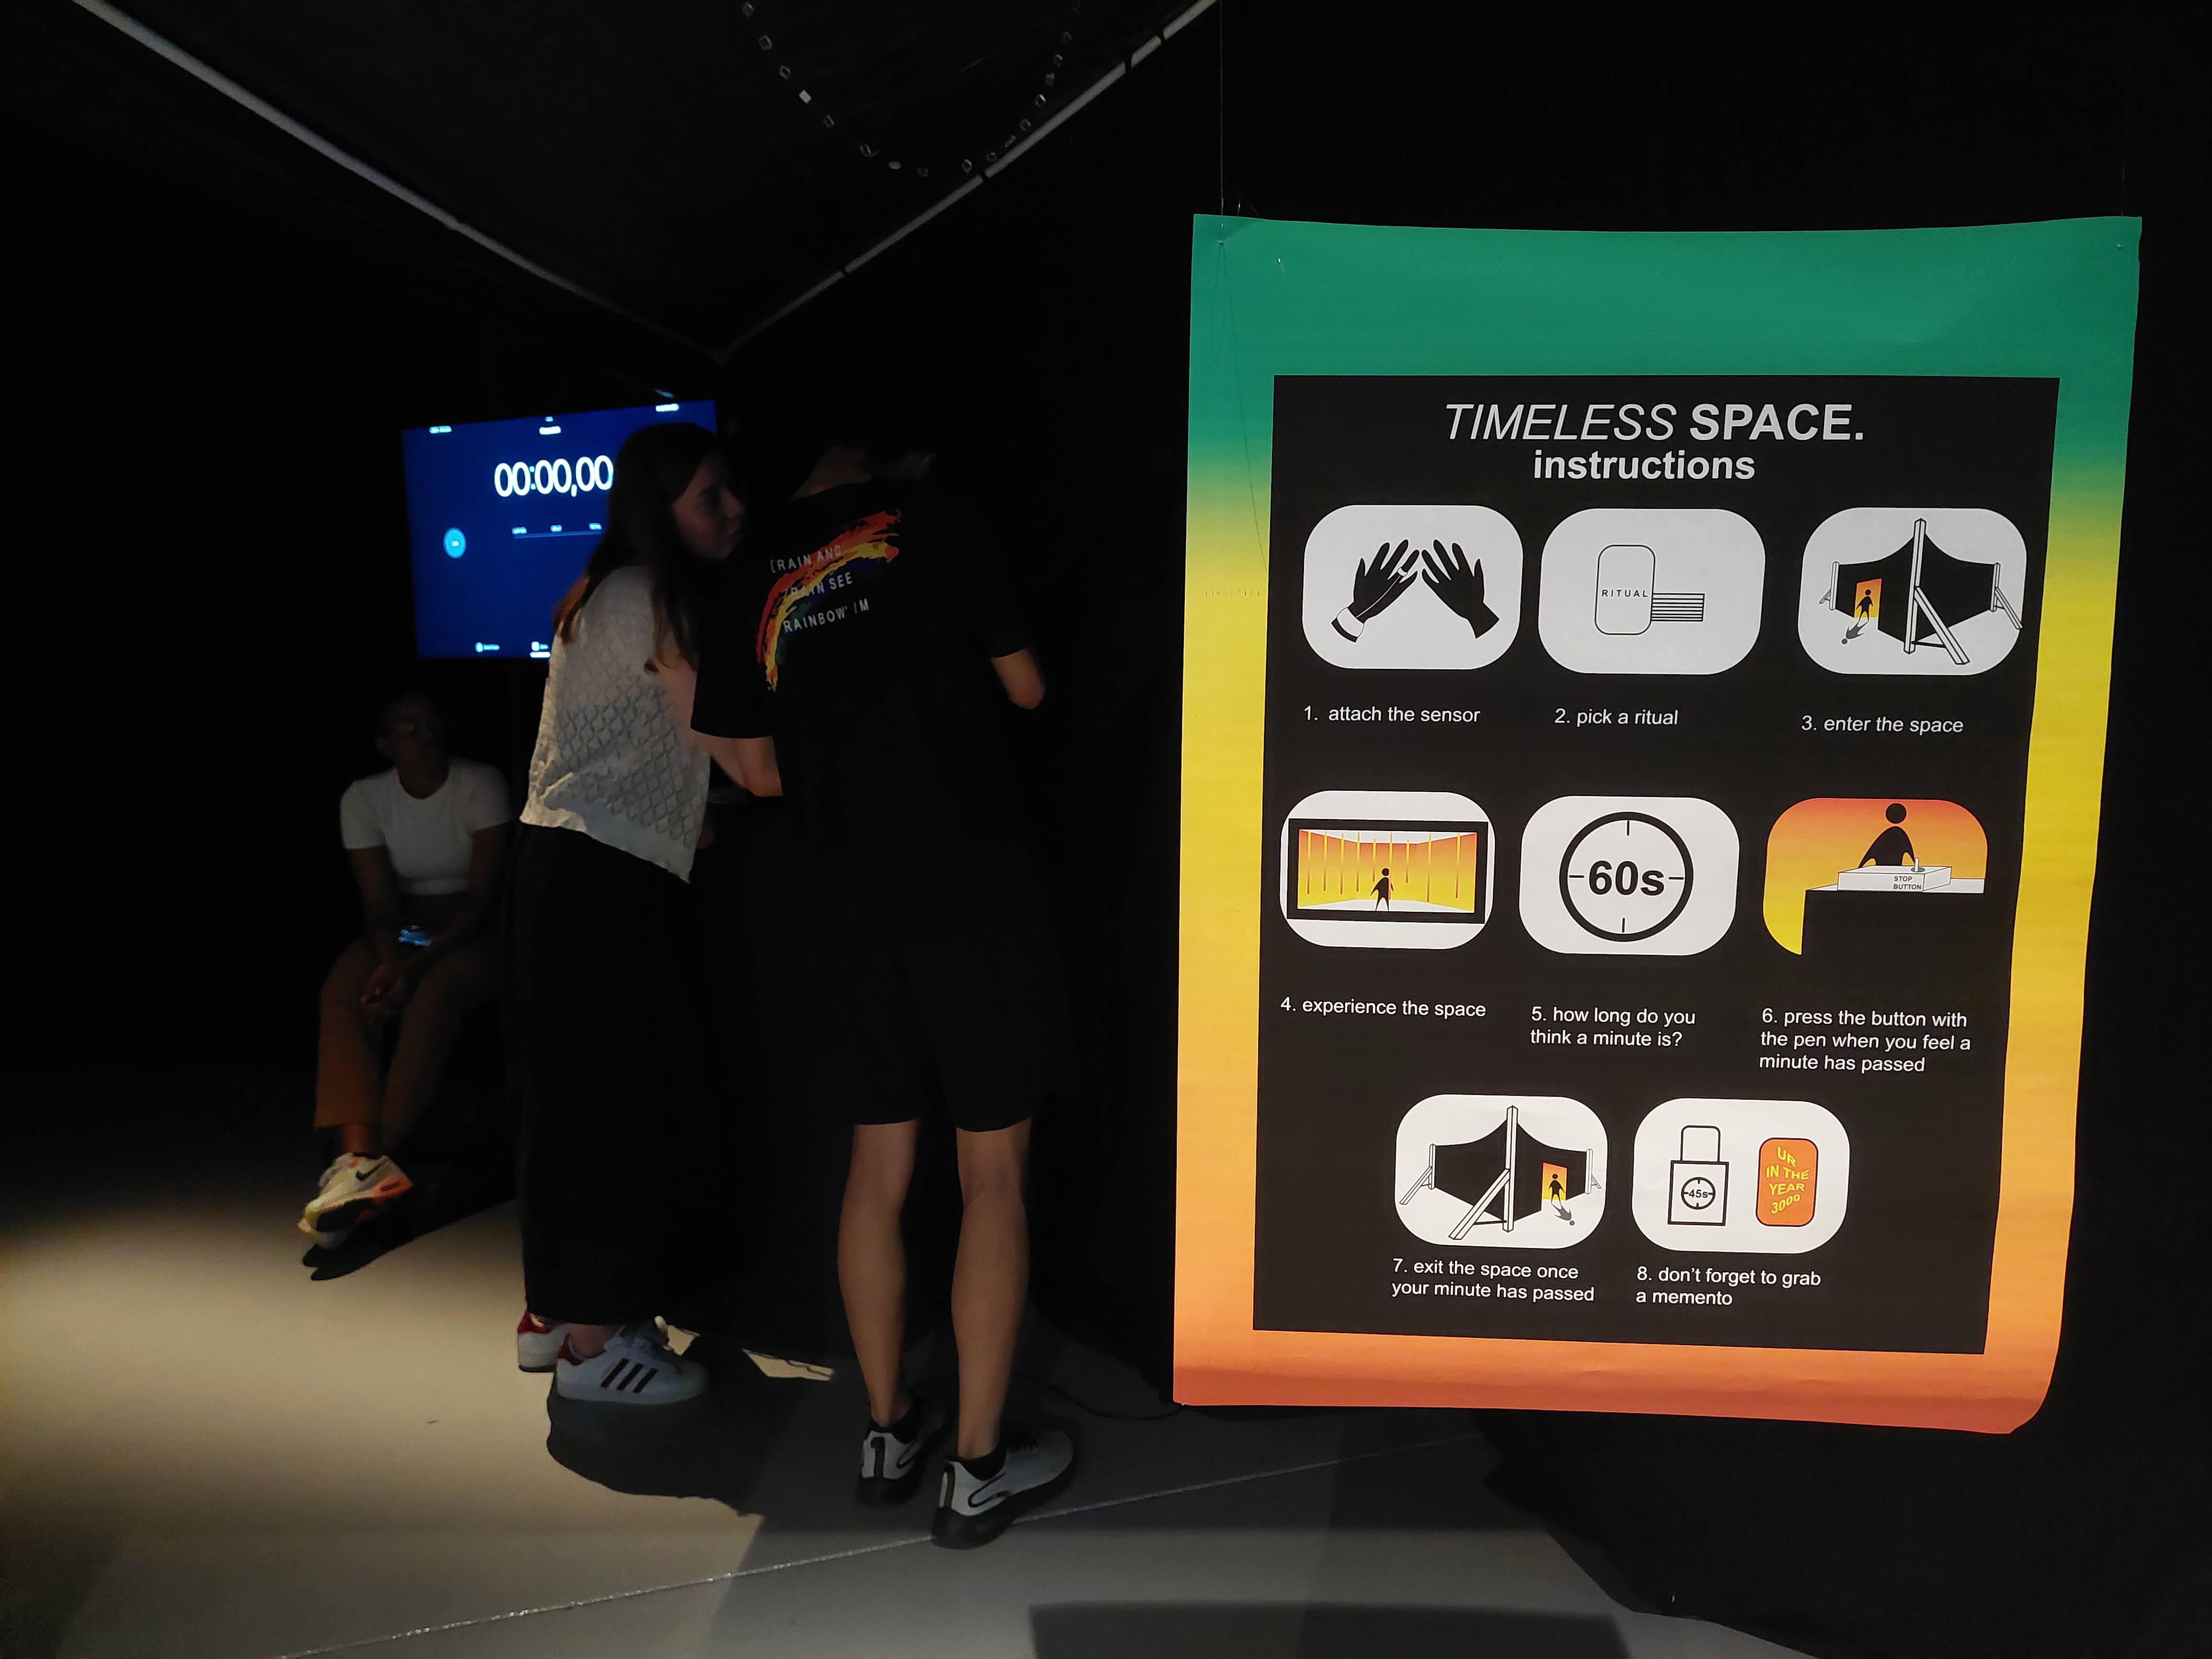 00:00,00
[RAIN AND
RAIN SEE
RAINBOW' IM
TIMELESS SPACE.
instructions
RITUAL
1. attach the sensor
2. pick a ritual
3. enter the space
60s
STOP
BUTTON
4. experience the space
5. how long do you
think a minute is?
6. press the button with
the pen when you feel a
minute has passed
45s
UR
IN THE
YEAR
3000
7. exit the space once
your minute has passed
8. don't forget to grab
a memento